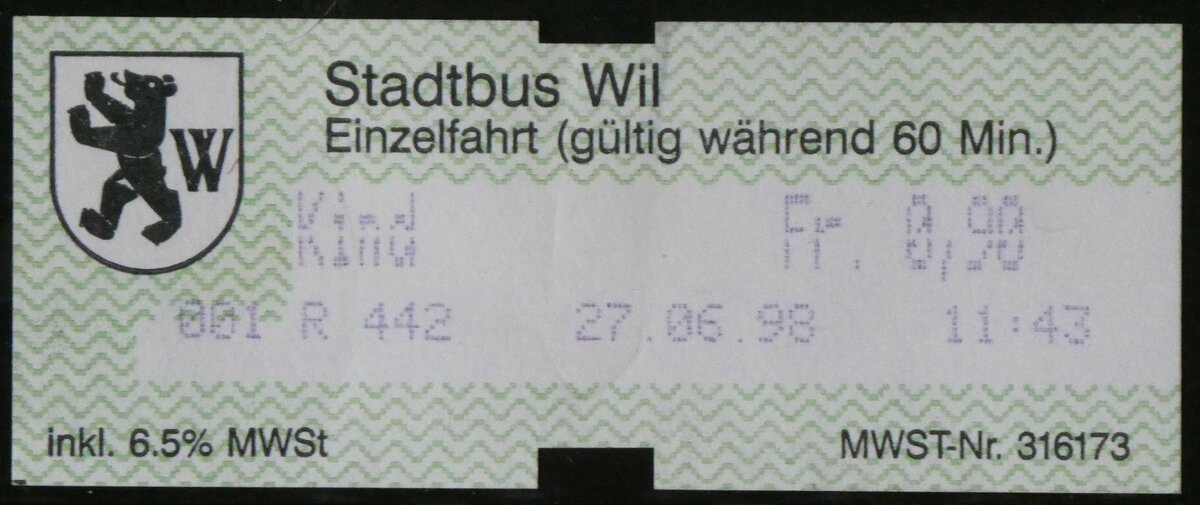 W
Stadtbus Wil
Einzelfahrt (gültig während 60 Min.)
Kind Fr. 0,90
001 R 442 27.06.98 11:43
inkl. 6.5% MWSt MWST-Nr. 316173